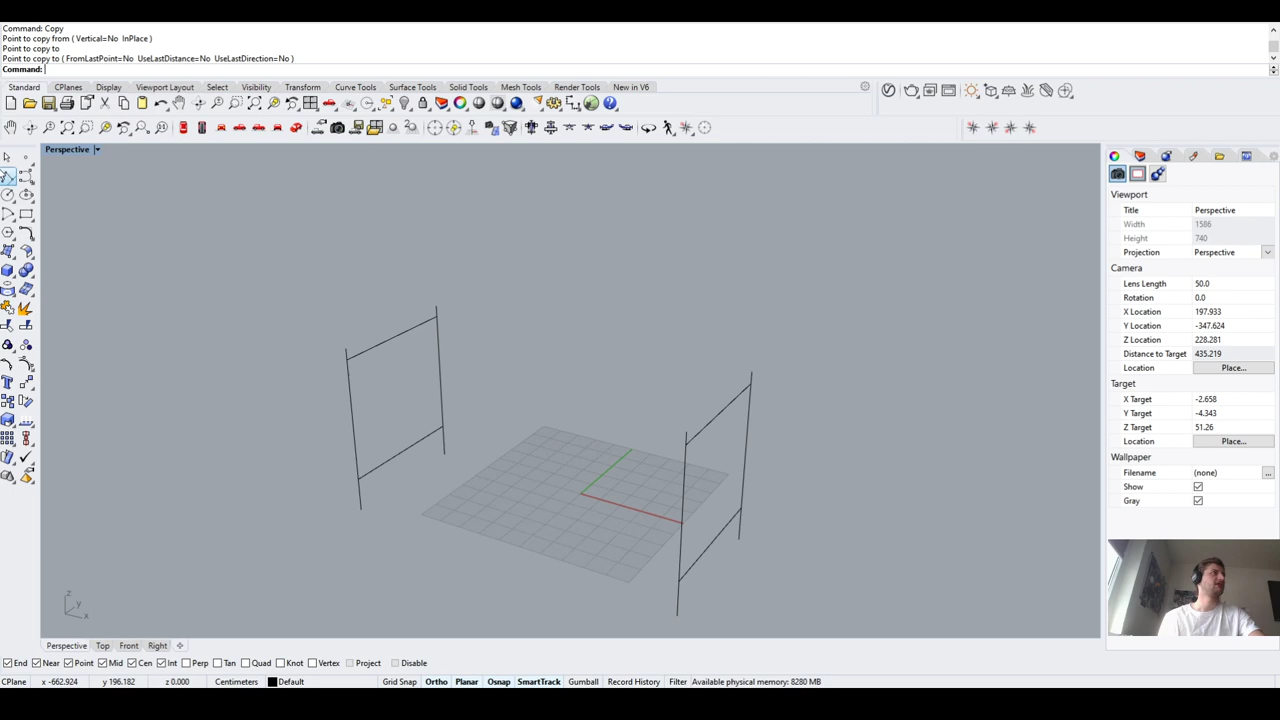 Command: Copy
Point to copy from ( Vertical=No InPlace )
Point to copy to
Point to copy to ( FromLastPoint=No UseLastDistance=No UseLastDirection=No )
Command:
Standard CPlanes Display Viewport Layout Select Visibility Transform Curve Tools Surface Tools Solid Tools Mesh Tools Render Tools New in V6
Perspective
Viewport
Title Perspective
Width 1586
Height 740
Projection Perspective
Camera
Lens Length 50.0
Rotation 0.0
X Location 197.933
Y Location -347.624
Z Location 228.281
Distance to Target 435.219
Location Place...
Target
X Target -2.658
Y Target -4.343
Z Target 51.26
Location Place...
Wallpaper
Filename (none) ...
Show
Gray
z
y
x
Perspective Top Front Right
End Near Point Mid Cen Int Perp Tan Quad Knot Vertex Project Disable
CPlane x -662.924 y 196.182 z 0.000 Centimeters Default Grid Snap Ortho Planar Osnap SmartTrack Gumball Record History Filter Available physical memory: 8280 MB